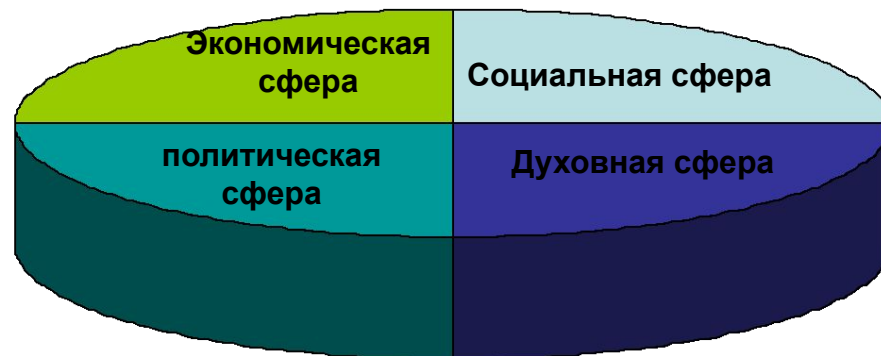 Экономическая
сфера
Социальная сфера
политическая
сфера
Духовная сфера